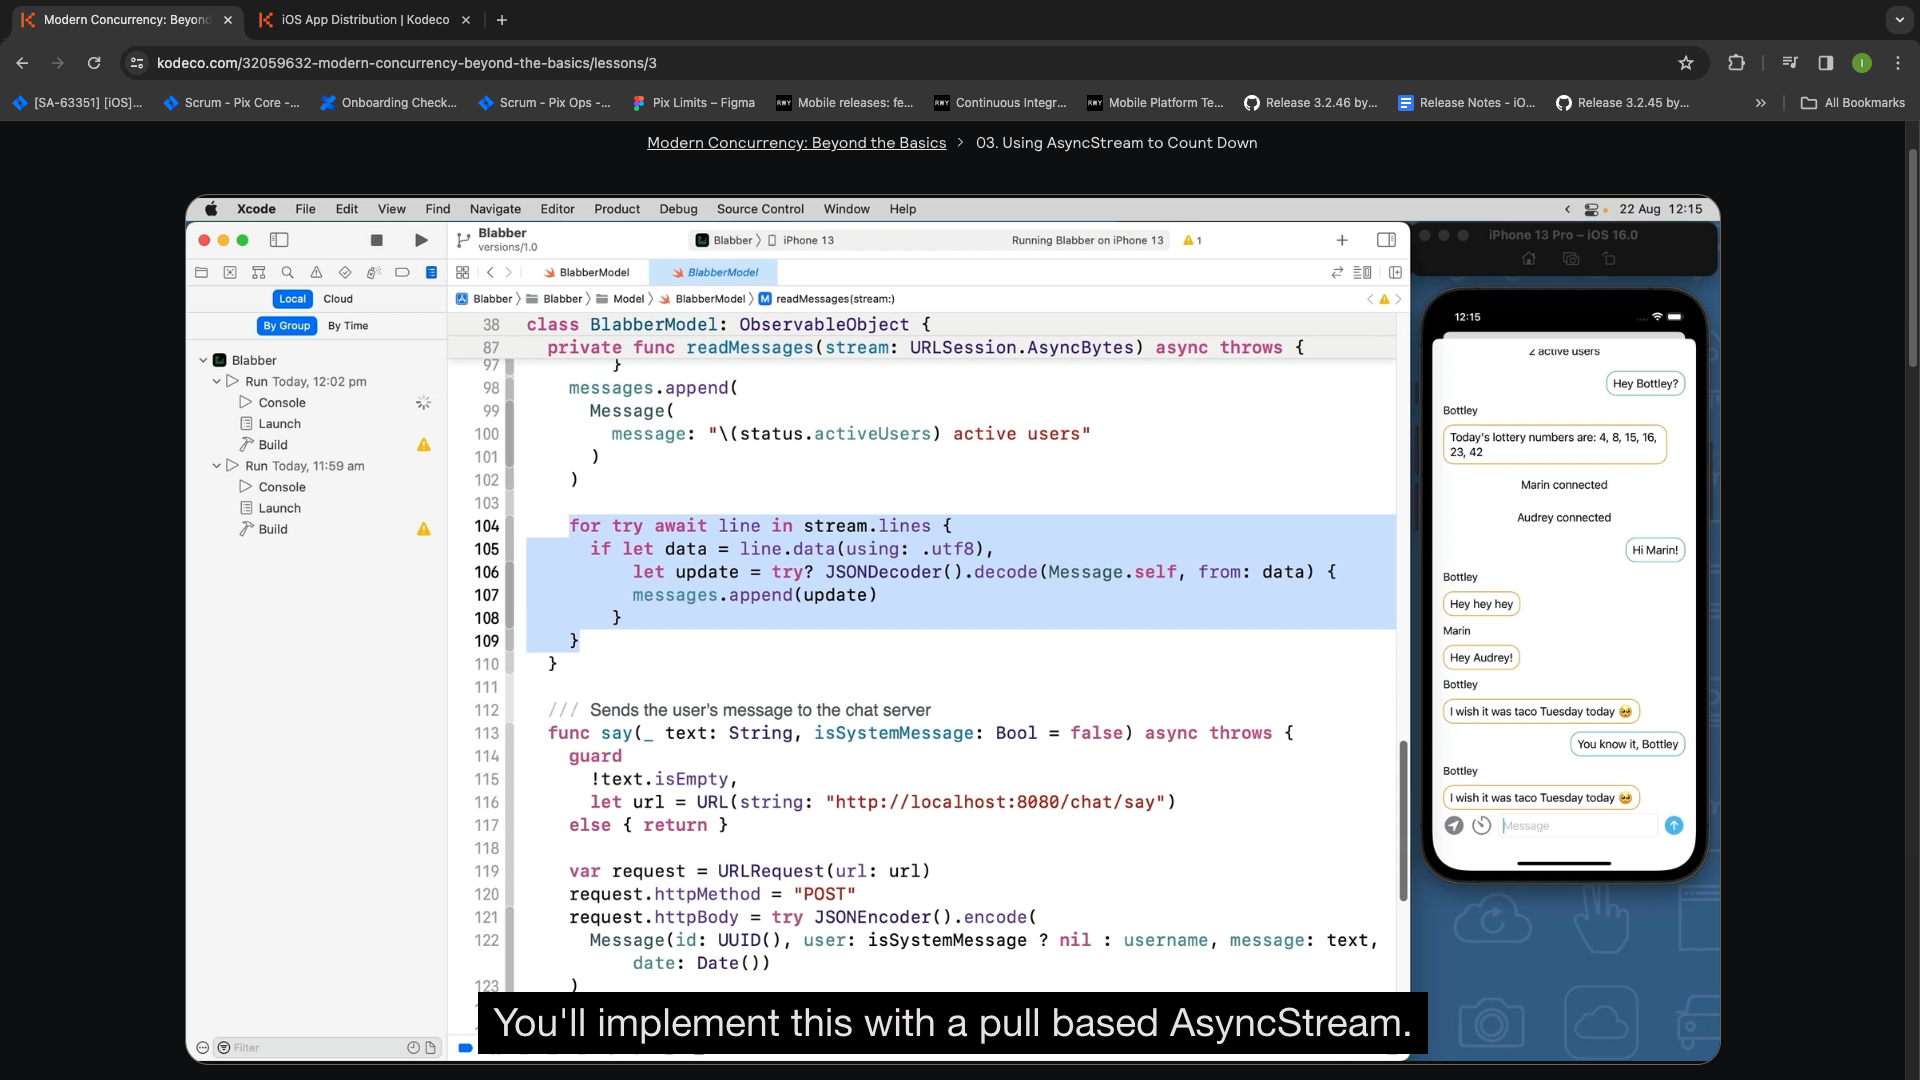 Modern Concurrency: Beyon
iOS App Distribution | Kodeco
kodeco.com/32059632-modern-concurrency-beyond-the-basics/lessons/3
[SA-63351] [iOS]...
Scrum - Pix Core -...
Onboarding Check...
Scrum - Pix Ops -...
Pix Limits – Figma
Mobile releases: fe...
Continuous Integr...
Mobile Platform Te...
Release 3.2.46 by...
Release Notes - iO...
Release 3.2.45 by...
All Bookmarks
Modern Concurrency: Beyond the Basics > 03. Using AsyncStream to Count Down
Xcode File Edit View Find Navigate Editor Product Debug Source Control Window Help
22 Aug 12:15
Blabber
versions/1.0
Blabber
iPhone 13
Running Blabber on iPhone 13
1
BlabberModel
BlabberModel
Local
Cloud
By Group
By Time
Blabber
Run Today, 12:02 pm
Console
Launch
Build
Run Today, 11:59 am
Console
Launch
Build
Filter
Blabber
Blabber
Model
BlabberModel
M
readMessages(stream:)
38 class BlabberModel: ObservableObject {
87 private func readMessages(stream: URLSession.AsyncBytes) async throws {
97 }
98 messages.append(
99 Message(
100 message: "\(status.activeUsers) active users"
101 )
102 )
103
104 for try await line in stream.lines {
105 if let data = line.data(using: .utf8),
106 let update = try? JSONDecoder().decode(Message.self, from: data) {
107 messages.append(update)
108 }
109 }
110 }
111
112 /// Sends the user's message to the chat server
113 func say(_ text: String, isSystemMessage: Bool = false) async throws {
114 guard
115 !text.isEmpty,
116 let url = URL(string: "http://localhost:8080/chat/say")
117 else { return }
118
119 var request = URLRequest(url: url)
120 request.httpMethod = "POST"
121 request.httpBody = try JSONEncoder().encode(
122 Message(id: UUID(), user: isSystemMessage ? nil : username, message: text,
date: Date())
123 )
You'll implement this with a pull based AsyncStream.
iPhone 13 Pro – iOS 16.0
12:15
2 active users
Hey Bottley?
Bottley
Today's lottery numbers are: 4, 8, 15, 16,
23, 42
Marin connected
Audrey connected
Hi Marin!
Bottley
Hey hey hey
Marin
Hey Audrey!
Bottley
I wish it was taco Tuesday today 🥺
You know it, Bottley
Bottley
I wish it was taco Tuesday today 🥺
Message